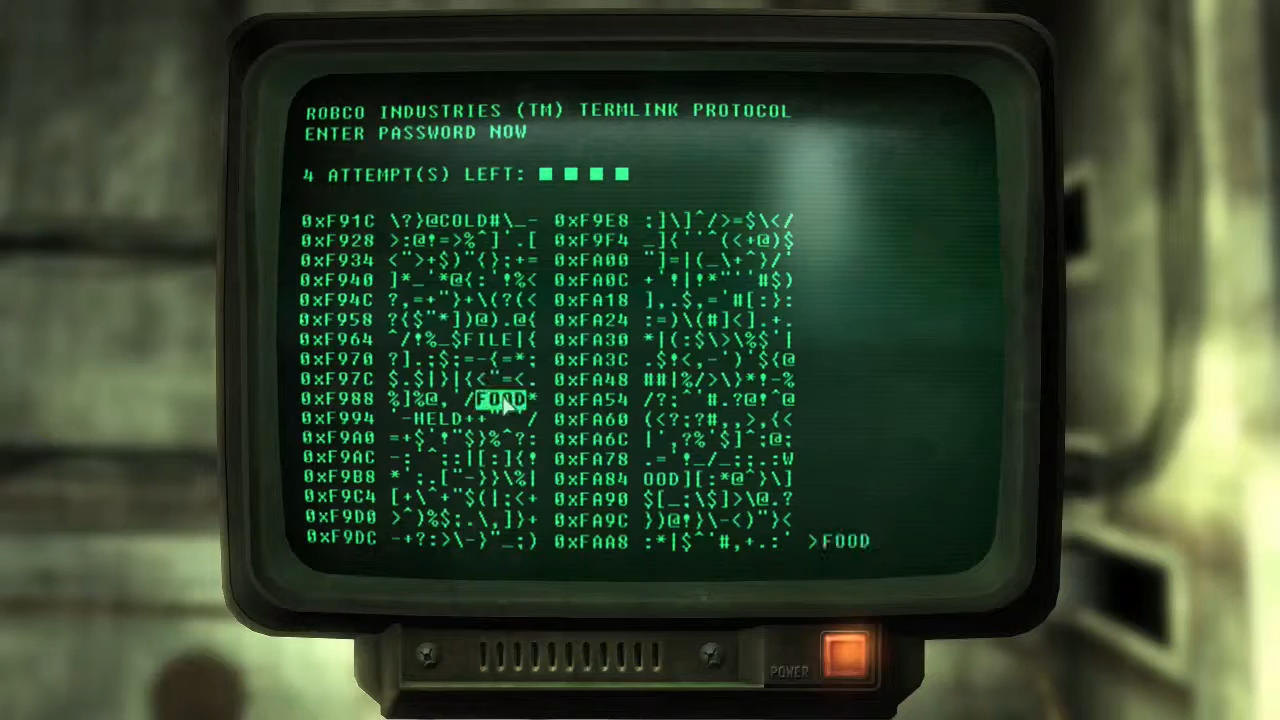 ROBCO INDUSTRIES (TM) TERMLINK PROTOCOL
ENTER PASSWORD NOW
4 ATTEMPT(S) LEFT: ■ ■ ■ ■
0xF91C \?}@COLD#\_- 0xF9E8 :]\]^/>=$\</
0xF928 >:@!=>%^]'.[ 0xF9F4 _]{''^(<+@)$
0xF934 <">+$)"{};+= 0xFA00 "]=|(_\+^}/'
0xF940 ]*_'*@{:'!%< 0xFA0C +'!|!*"''#$)
0xF94C ?,=+"}+\(?(< 0xFA18 ],.$,='#[:}:
0xF958 ?{$"*])@).@{ 0xFA24 :=)\(#]<].+.
0xF964 ^/!%_$FILE|{ 0xFA30 *|(:$\>\%$'|
0xF970 ?].;$;=-{=*; 0xFA3C .$!<,-')'${@
0xF97C $.$|}|{<"=<. 0xFA48 ##|%/>\}*!-%
0xF988 %]%@,'/FOOD* 0xFA54 /?;^'#.?@!^@
0xF994 '-HELD++ / 0xFA60 (<?;?#,,>,{<
0xF9A0 =+$'!"$}%^?: 0xFA6C |',?%'$]^:@;
0xF9AC 0xFA78 .='!_/_;:.:W
0xF9B8 *';.["-}}\%| 0xFA84 OOD][:*@^}\]
0xF9C4 [+\^+"$(|;<+ 0xFA90 $[_;\$]>\@.?
0xF9D0 >^)%$;.\,]}+ 0xFA9C })@!}\-<)"}<
0xF9DC -+?:>\-}"_;) 0xFAA8 :*|$^'#,+.:' >FOOD
POWER